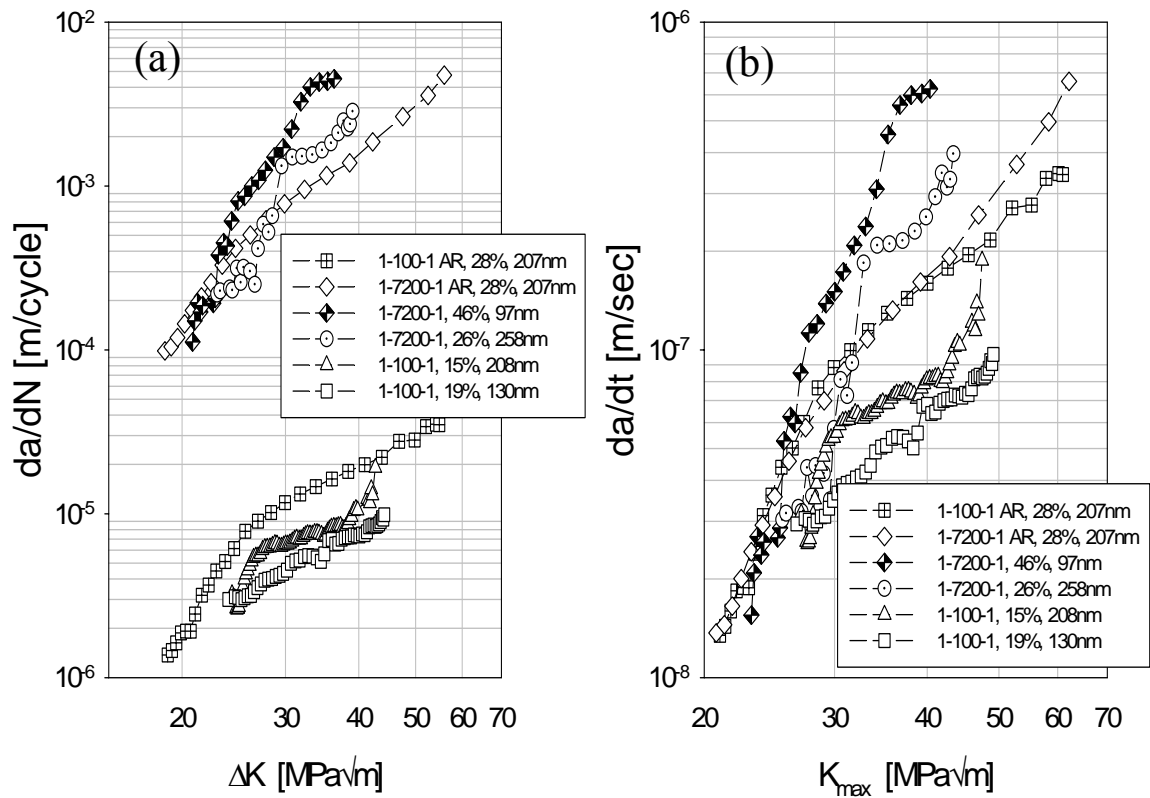 (a)
10-2
10-3
10-4
10-5
10-6
da/dN [m/cycle]
1-100-1 AR, 28%, 207nm
1-7200-1 AR, 28%, 207nm
1-7200-1, 46%, 97nm
1-7200-1, 26%, 258nm
1-100-1, 15%, 208nm
1-100-1, 19%, 130nm
20 30 40 50 60 70
ΔK [MPa√m]
(b)
10-6
10-7
10-8
da/dt [m/sec]
1-100-1 AR, 28%, 207nm
1-7200-1 AR, 28%, 207nm
1-7200-1, 46%, 97nm
1-7200-1, 26%, 258nm
1-100-1, 15%, 208nm
1-100-1, 19%, 130nm
20 30 40 50 60 70
Kmax [MPa√m]